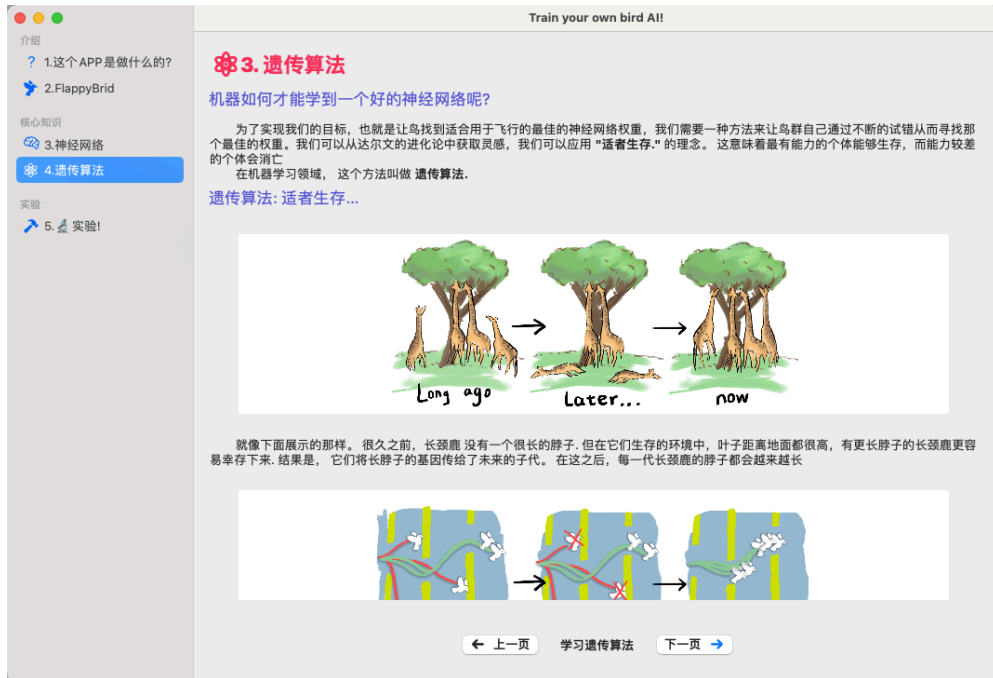 Train your own bird AI!
介绍
? 1.这个APP是做什么的?
2.FlappyBrid
核心知识
3.神经网络
4.遗传算法
实验
5.🔬实验!
3. 遗传算法
机器如何才能学到一个好的神经网络呢?
为了实现我们的目标，也就是让鸟找到适合用于飞行的最佳的神经网络权重，我们需要一种方法来让鸟群自己通过不断的试错从而寻找那
个最佳的权重。我们可以从达尔文的进化论中获取灵感，我们可以应用 "适者生存." 的理念。 这意味着最有能力的个体能够生存，而能力较差
的个体会消亡
在机器学习领域， 这个方法叫做 遗传算法.
遗传算法: 适者生存...
Long ago
Later...
now
就像下面展示的那样。 很久之前，长颈鹿 没有一个很长的脖子. 但在它们生存的环境中，叶子距离地面都很高，有更长脖子的长颈鹿更容
易幸存下来. 结果是， 它们将长脖子的基因传给了未来的子代。 在这之后，每一代长颈鹿的脖子都会越来越长
← 上一页
学习遗传算法
下一页 →